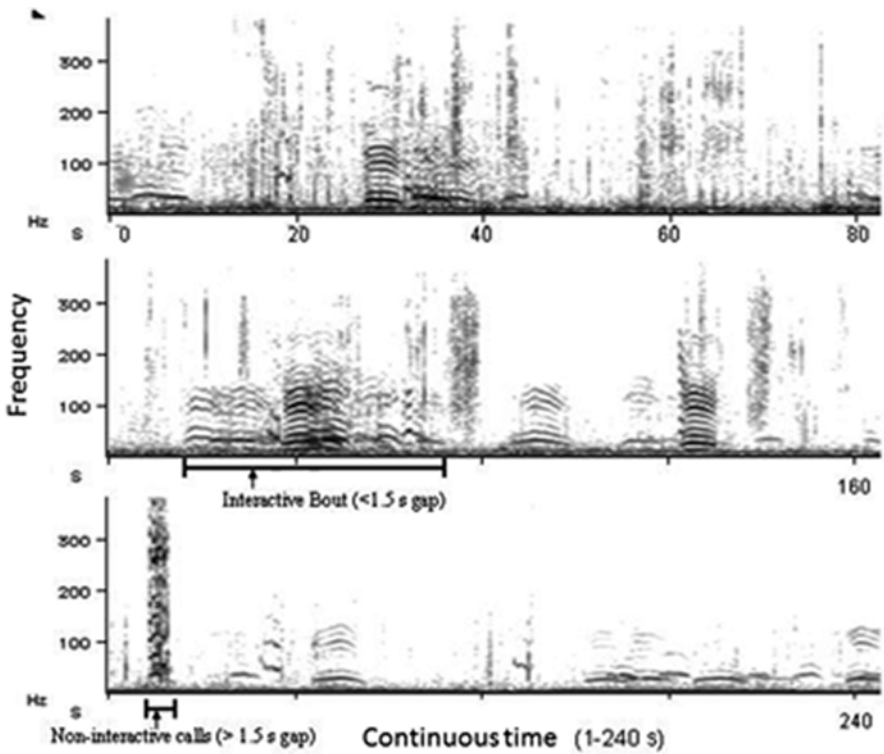 300
200
100
Hz
S 0 20 40 60 80
Frequency
300
200
100
S 160
Interactive Bout (<1.5 s gap)
300
200
100
Hz
S 240
Non-interactive calls (> 1.5 s gap)
Continuous time (1-240 s)